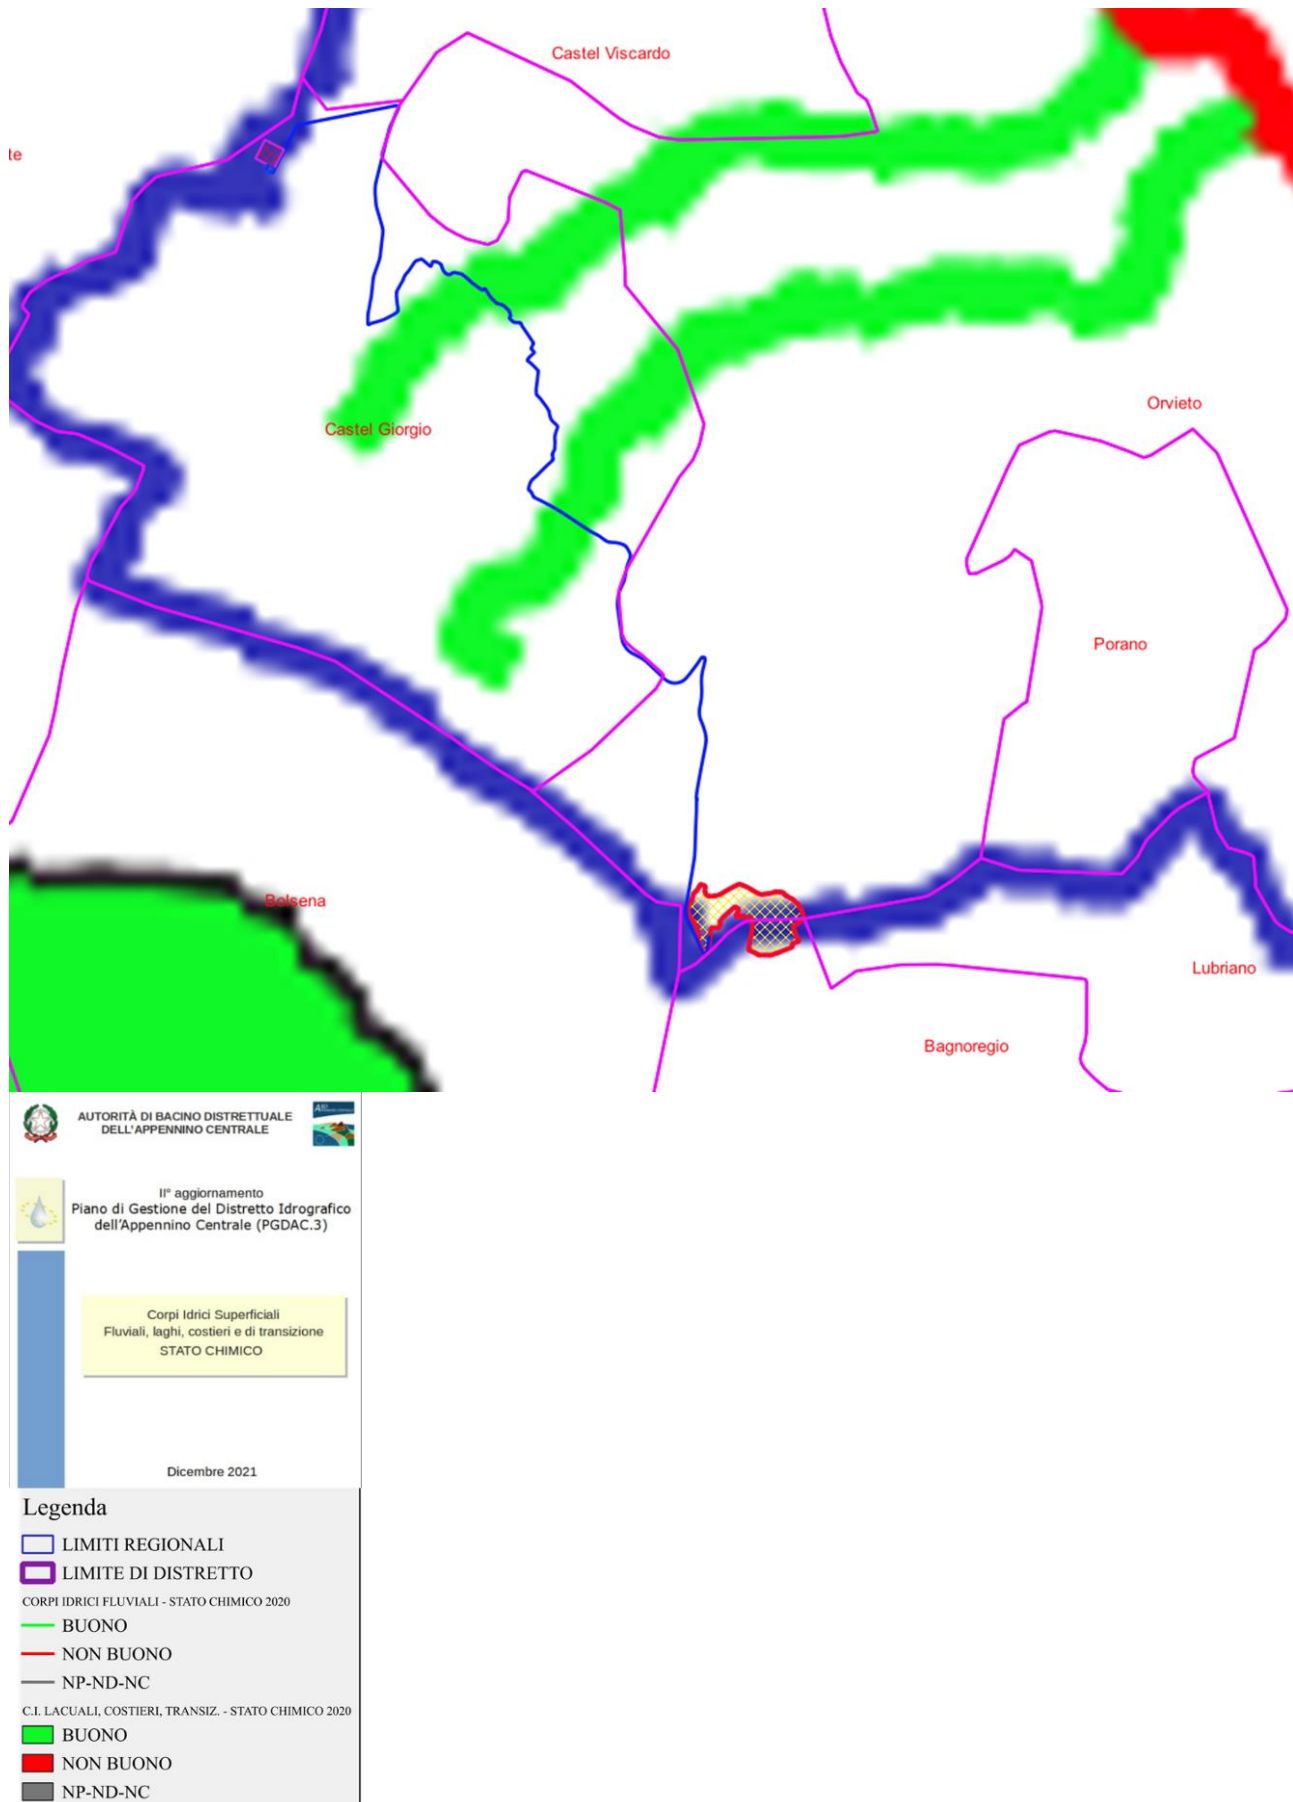 Castel Viscardo
te
Orvieto
Castel Giorgio
Porano
Bolsena
Lubriano
Bagnoregio
AUTORITÀ DI BACINO DISTRETTUALE
DELL'APPENNINO CENTRALE
II° aggiornamento
Piano di Gestione del Distretto Idrografico
dell'Appennino Centrale (PGDAC.3)
Corpi Idrici Superficiali
Fluviali, laghi, costieri e di transizione
STATO CHIMICO
Dicembre 2021
Legenda
LIMITI REGIONALI
LIMITE DI DISTRETTO
CORPI IDRICI FLUVIALI - STATO CHIMICO 2020
BUONO
NON BUONO
NP-ND-NC
C.I. LACUALI, COSTIERI, TRANSIZ. - STATO CHIMICO 2020
BUONO
NON BUONO
NP-ND-NC